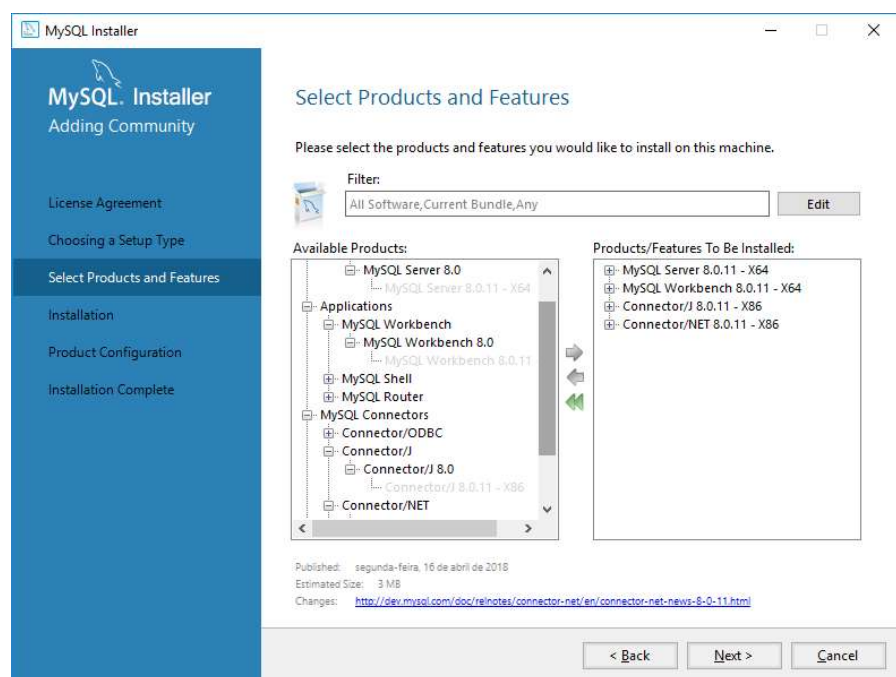 MySQL Installer
MySQL. Installer
Adding Community
License Agreement
Choosing a Setup Type
Select Products and Features
Installation
Product Configuration
Installation Complete
Select Products and Features
Please select the products and features you would like to install on this machine.
Filter:
All Software,Current Bundle,Any
Edit
Available Products:
MySQL Server 8.0
MySQL Server 8.0.11 - X64
Applications
MySQL Workbench
MySQL Workbench 8.0
MySQL Workbench 8.0.11
MySQL Shell
MySQL Router
MySQL Connectors
Connector/ODBC
Connector/J
Connector/J 8.0
Connector/J 8.0.11 - X86
Connector/NET
Products/Features To Be Installed:
MySQL Server 8.0.11 - X64
MySQL Workbench 8.0.11 - X64
Connector/J 8.0.11 - X86
Connector/NET 8.0.11 - X86
Published: segunda-feira, 16 de abril de 2018
Estimated Size: 3 MB
Changes: http://dev.mysql.com/doc/relnotes/connector-net/en/connector-net-news-8-0-11.html
< Back
Next >
Cancel